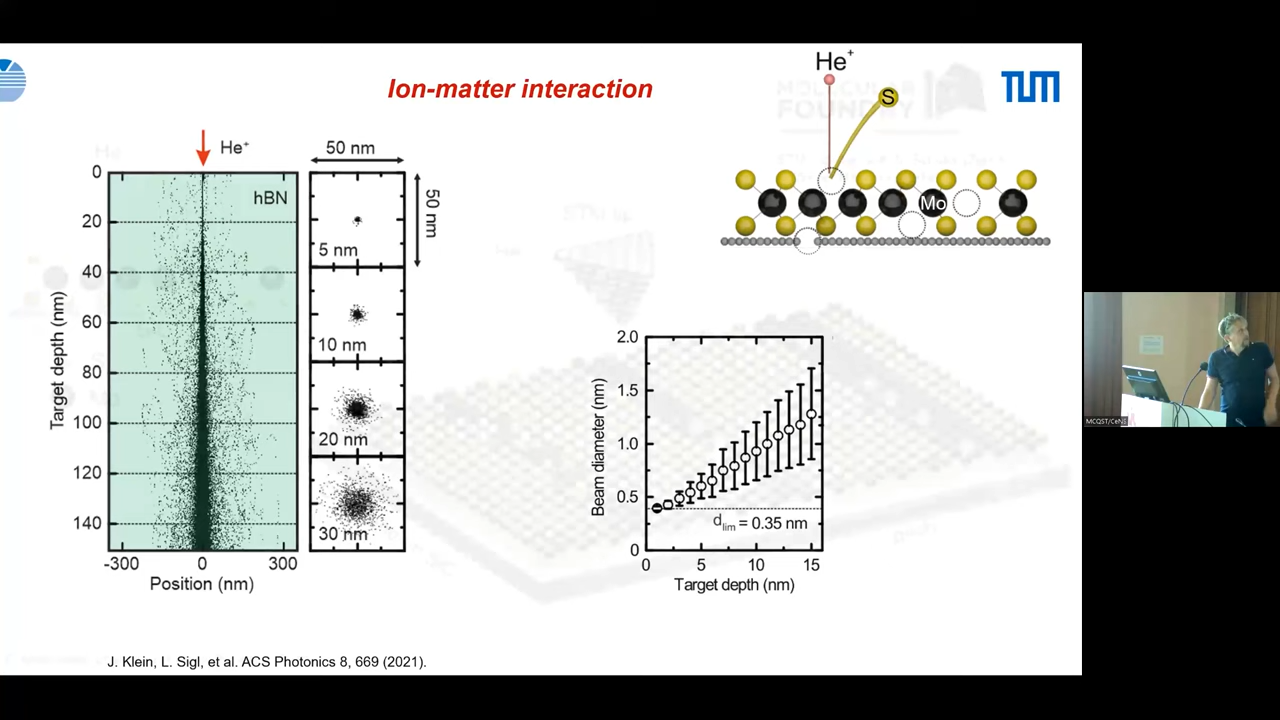 Ion-matter interaction
TUM
He⁺
S
Mo
He⁺
hBN
0
20
40
60
80
100
120
140
Target depth (nm)
-300
0
300
Position (nm)
50 nm
50 nm
5 nm
10 nm
20 nm
30 nm
2.0
1.5
1.0
0.5
0
Beam diameter (nm)
d_lim = 0.35 nm
0
5
10
15
Target depth (nm)
J. Klein, L. Sigl, et al. ACS Photonics 8, 669 (2021).
MOLECULAR
FOUNDRY
MCQST/CeNS